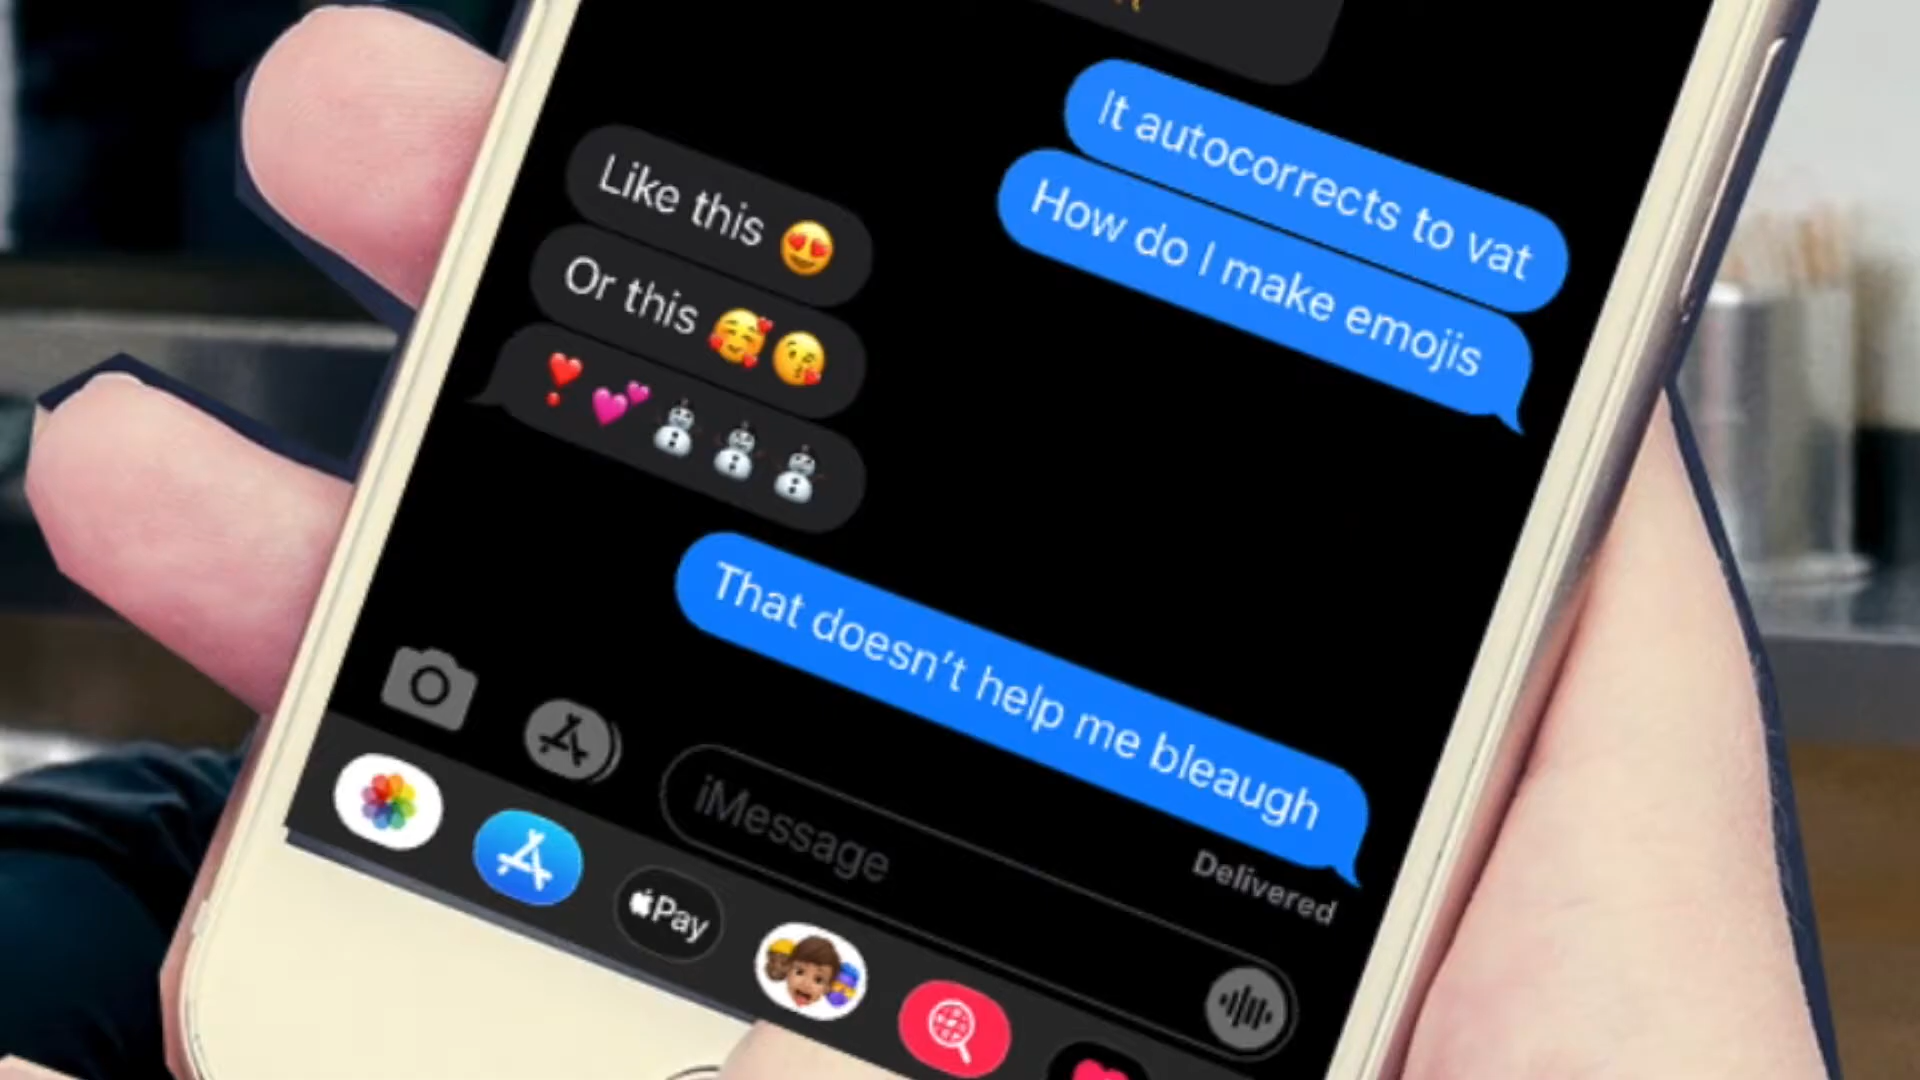 It autocorrects to vat
How do I make emojis
Like this 😍
Or this 🥰😘
❣️💕⛄⛄⛄
That doesn't help me bleaugh
Delivered
iMessage
Pay